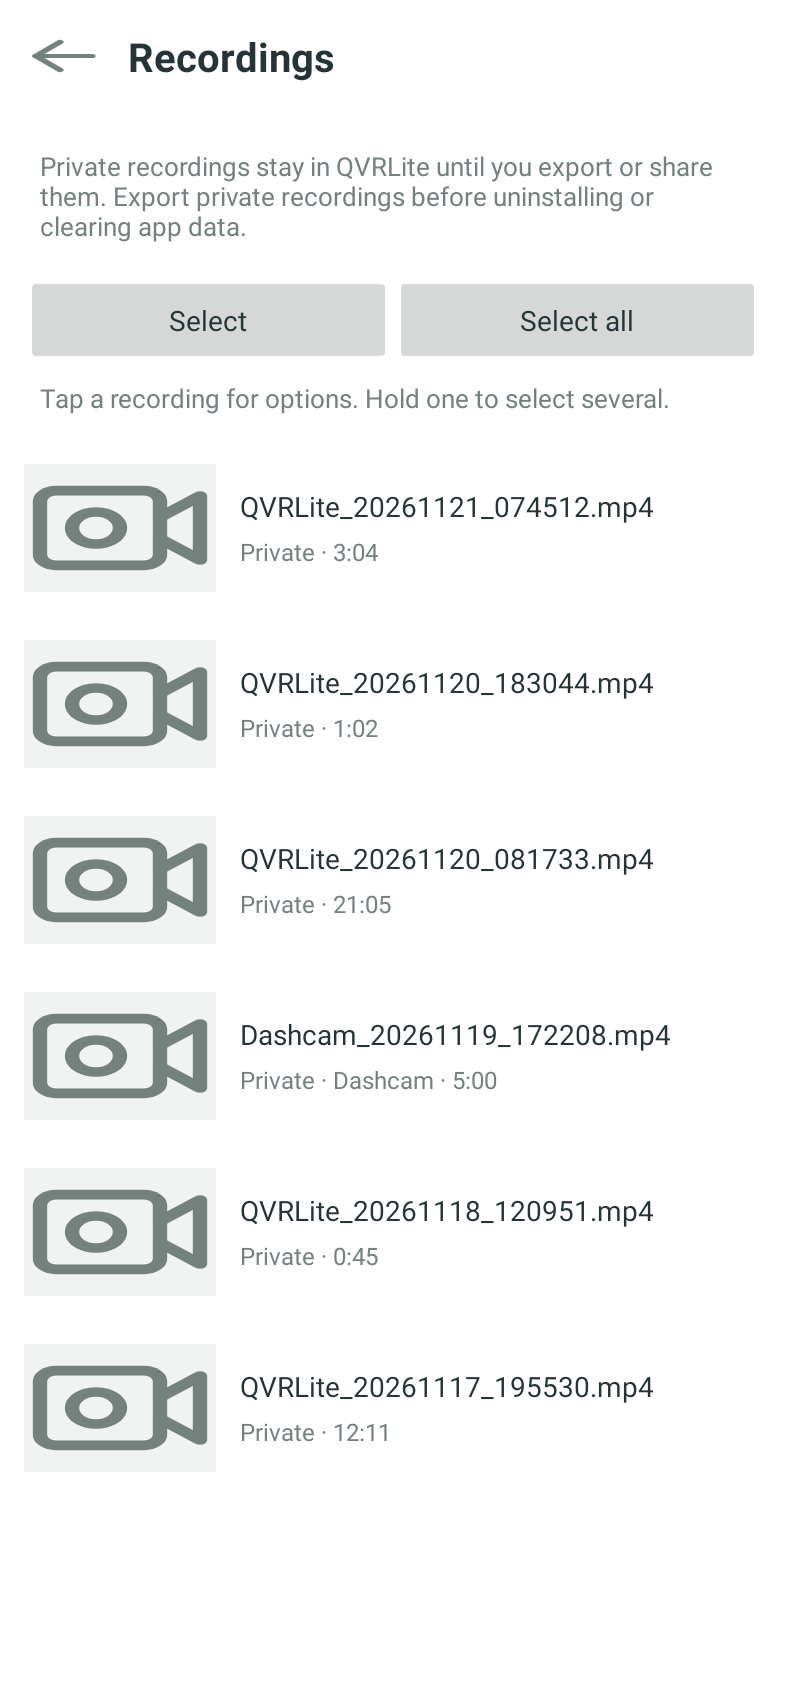 Recordings
Private recordings stay in QVRLite until you export or share
them. Export private recordings before uninstalling or
clearing app data.
Select
Select all
Tap a recording for options. Hold one to select several.
QVRLite_20261121_074512.mp4
Private · 3:04
QVRLite_20261120_183044.mp4
Private · 1:02
QVRLite_20261120_081733.mp4
Private · 21:05
Dashcam_20261119_172208.mp4
Private · Dashcam · 5:00
QVRLite_20261118_120951.mp4
Private · 0:45
QVRLite_20261117_195530.mp4
Private · 12:11